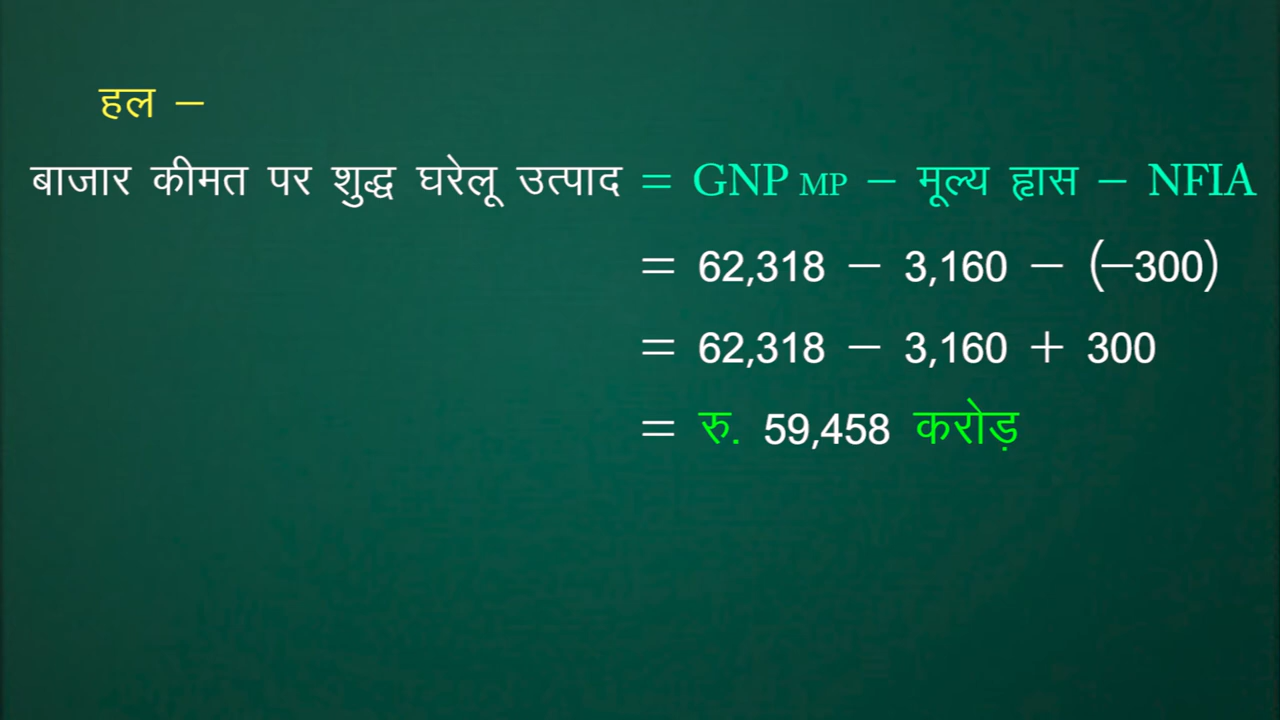 हल –
बाजार कीमत पर शुद्ध घरेलू उत्पाद = GNP MP – मूल्य ह्रास – NFIA
= 62,318 – 3,160 – (–300)
= 62,318 – 3,160 + 300
= रु. 59,458 करोड़